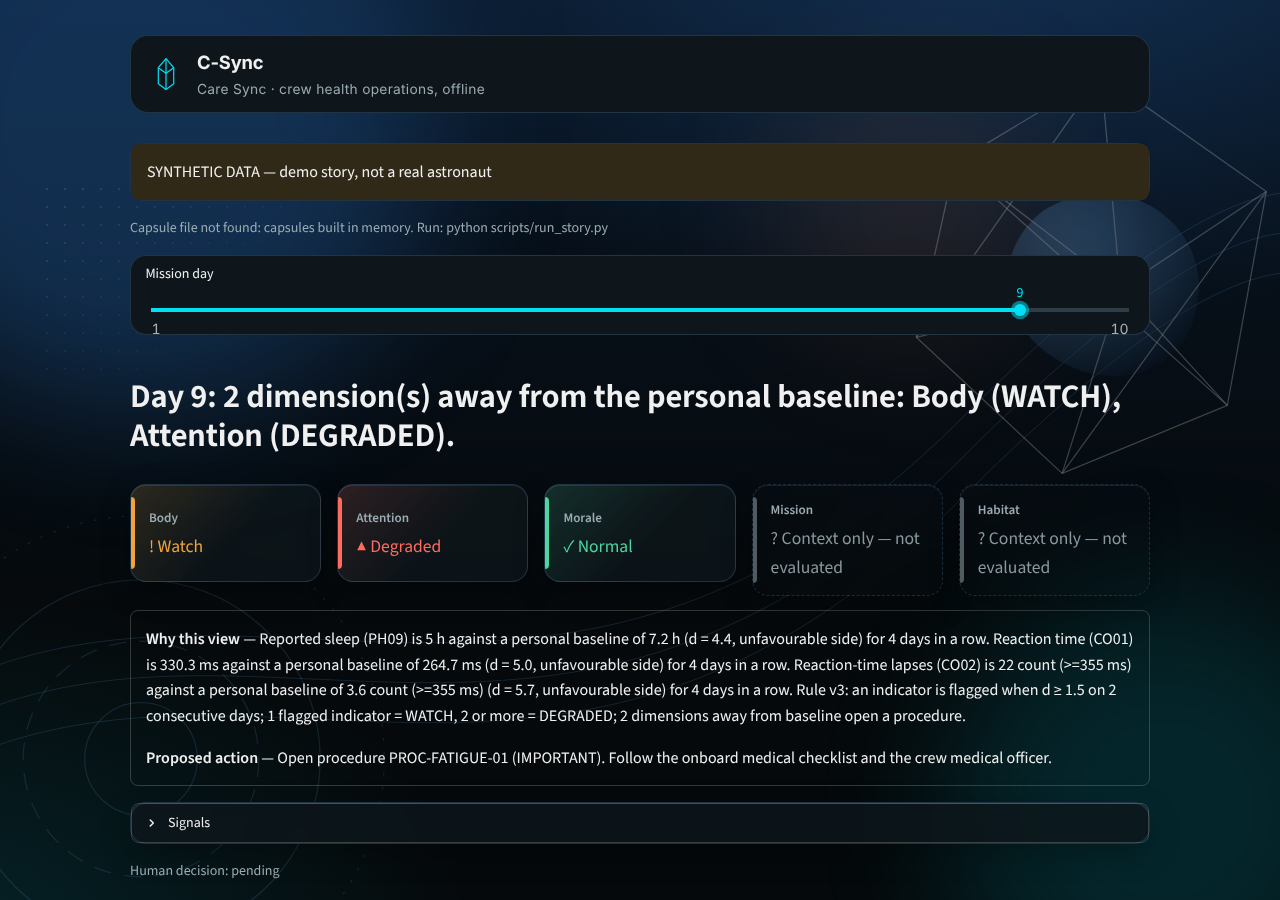 C-Sync
Care Sync · crew health operations, offline
SYNTHETIC DATA — demo story, not a real astronaut
Capsule file not found: capsules built in memory. Run: python scripts/run_story.py
Mission day
9
1
10
Day 9: 2 dimension(s) away from the personal baseline: Body (WATCH),
Attention (DEGRADED).
Body
! Watch
Attention
▲ Degraded
Morale
✓ Normal
Mission
? Context only — not
evaluated
Habitat
? Context only — not
evaluated
Why this view — Reported sleep (PH09) is 5 h against a personal baseline of 7.2 h (d = 4.4, unfavourable side) for 4 days in a row. Reaction time (CO01)
is 330.3 ms against a personal baseline of 264.7 ms (d = 5.0, unfavourable side) for 4 days in a row. Reaction-time lapses (CO02) is 22 count (>=355 ms)
against a personal baseline of 3.6 count (>=355 ms) (d = 5.7, unfavourable side) for 4 days in a row. Rule v3: an indicator is flagged when d ≥ 1.5 on 2
consecutive days; 1 flagged indicator = WATCH, 2 or more = DEGRADED; 2 dimensions away from baseline open a procedure.
Proposed action — Open procedure PROC-FATIGUE-01 (IMPORTANT). Follow the onboard medical checklist and the crew medical officer.
Signals
Human decision: pending